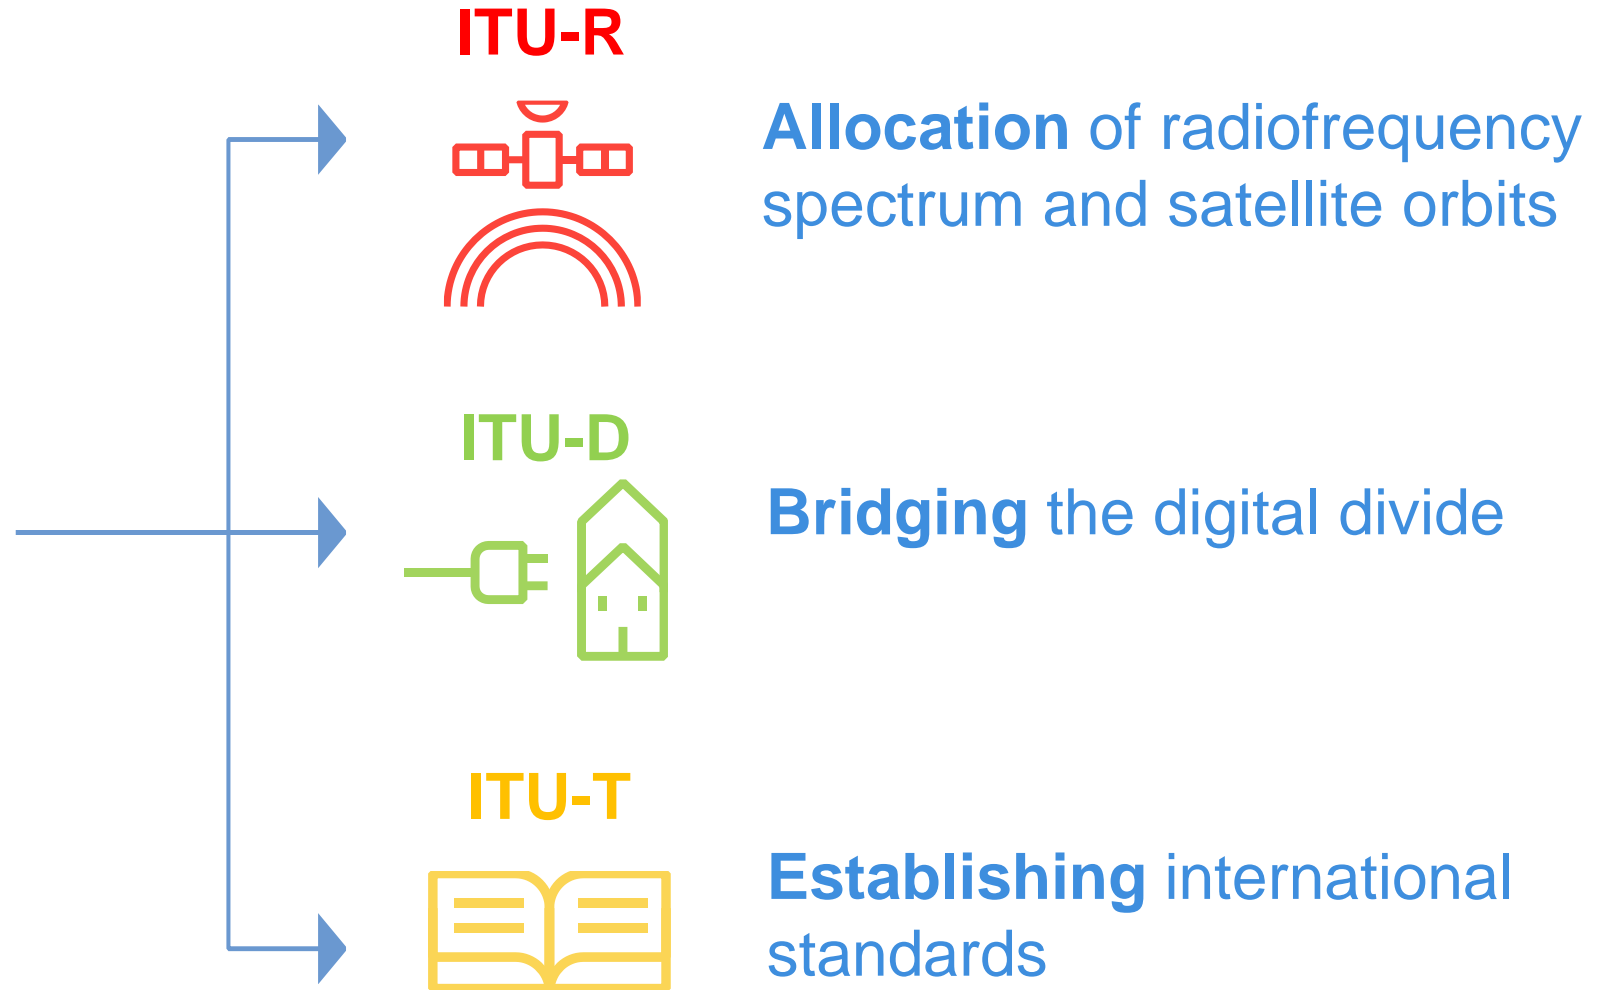 ITU-R
Allocation of radiofrequency
spectrum and satellite orbits
ITU-D
Bridging the digital divide
ITU-T
Establishing international
standards